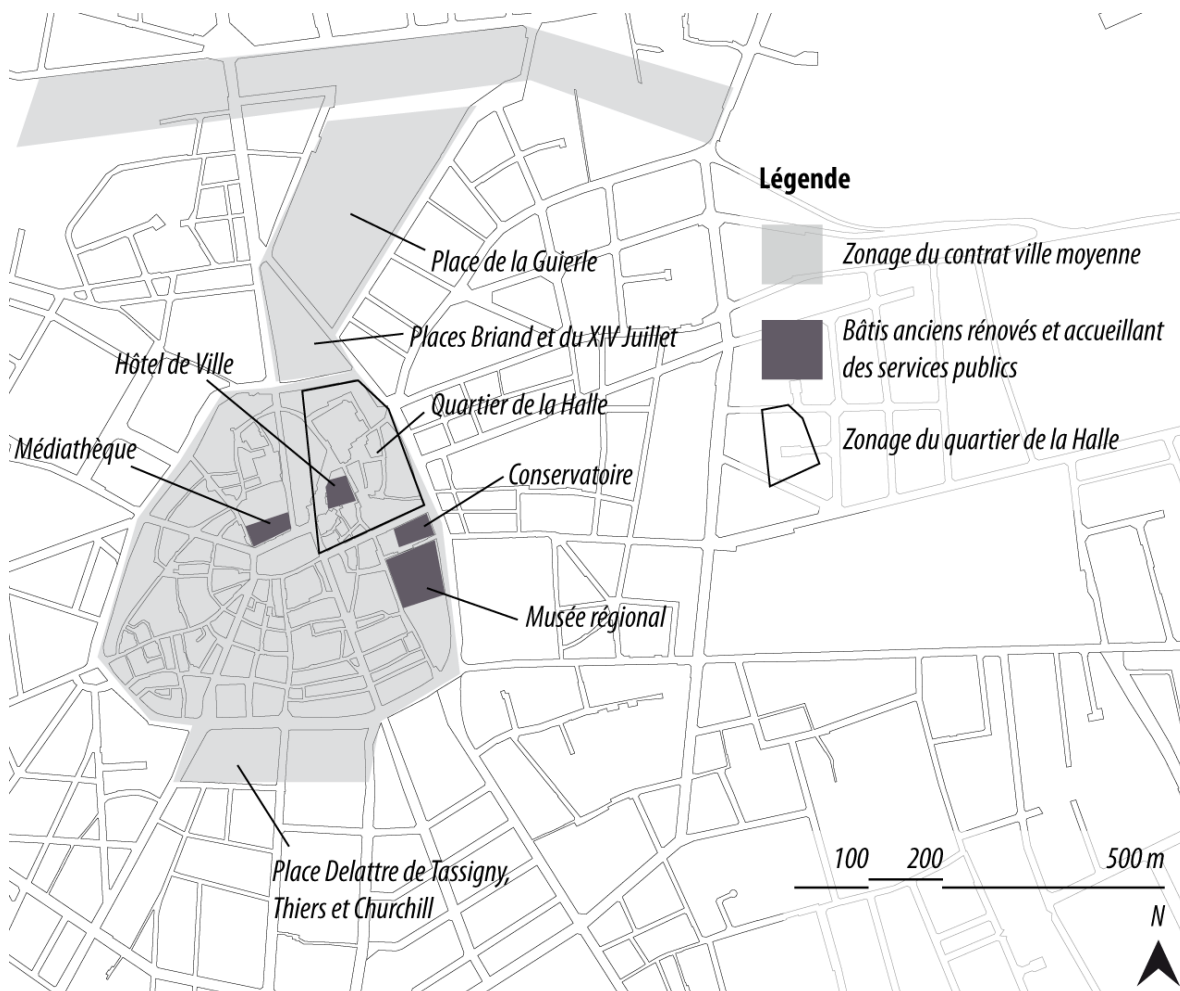 Légende
Zonage du contrat ville moyenne
Place de la Guierle
Bâtis anciens rénovés et accueillant
des services publics
Places Briand et du XIV Juillet
Hôtel de Ville
Quartier de la Halle
Zonage du quartier de la Halle
Médiathèque
Conservatoire
Musée régional
Place Delattre de Tassigny,
Thiers et Churchill
100 200 500 m
N